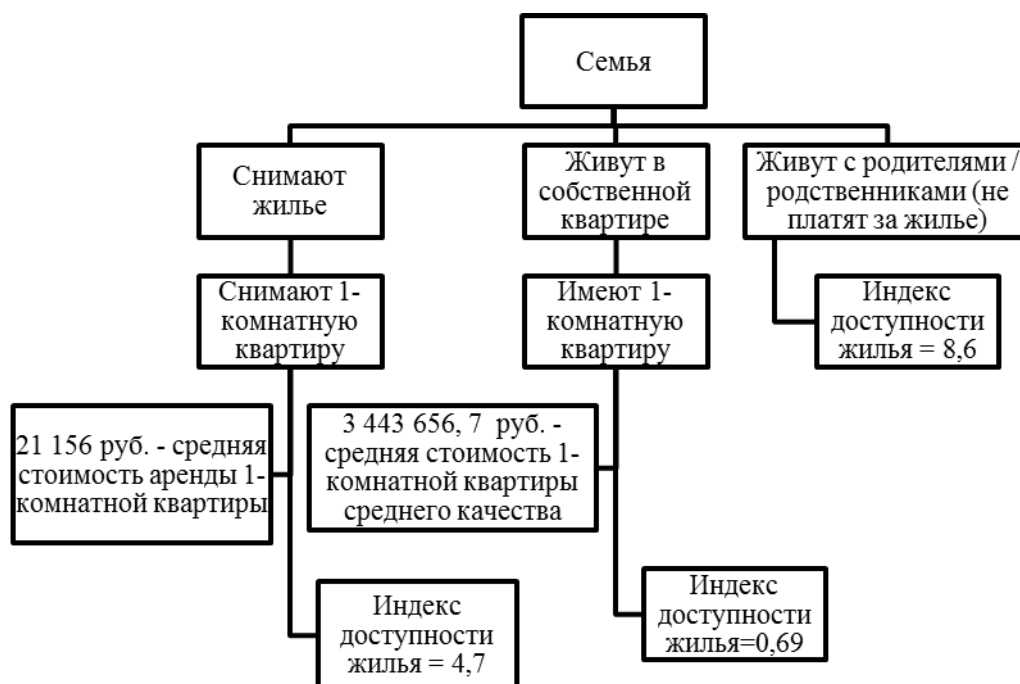 Семья
Снимают
жилье
Живут в
собственной
квартире
Живут с родителями /
родственниками (не
платят за жилье)
Снимают 1-
комнатную
квартиру
Имеют 1-
комнатную
квартиру
Индекс
доступности
жилья = 8,6
21 156 руб. - средняя
стоимость аренды 1-
комнатной квартиры
3 443 656, 7 руб. -
средняя стоимость 1-
комнатной квартиры
среднего качества
Индекс
доступности
жилья = 4,7
Индекс
доступности
жилья=0,69